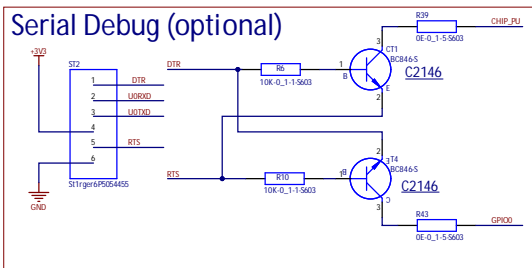 Serial Debug (optional)
R39
CHIP_PU
0E-0_1-5-S603
+3V3
ST2
DTR
R6
10K-0_1-1-S603
3
CT1
BC846-S
1
B
E
2
C2146
1
DTR
2
U0RXD
3
U0TXD
4
5
RTS
6
St1rger6P5054455
GND
RTS
R10
10K-0_1-1-S603
2
E
T4
BC846-S
1
B
C
3
C2146
R43
GPIO0
0E-0_1-5-S603